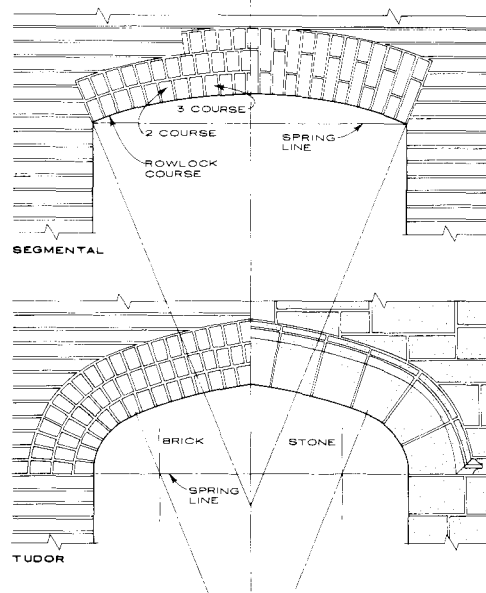 3 COURSE
2 COURSE
SPRING
LINE
ROWLOCK
COURSE
SEGMENTAL
BRICK
STONE
SPRING
LINE
TUDOR